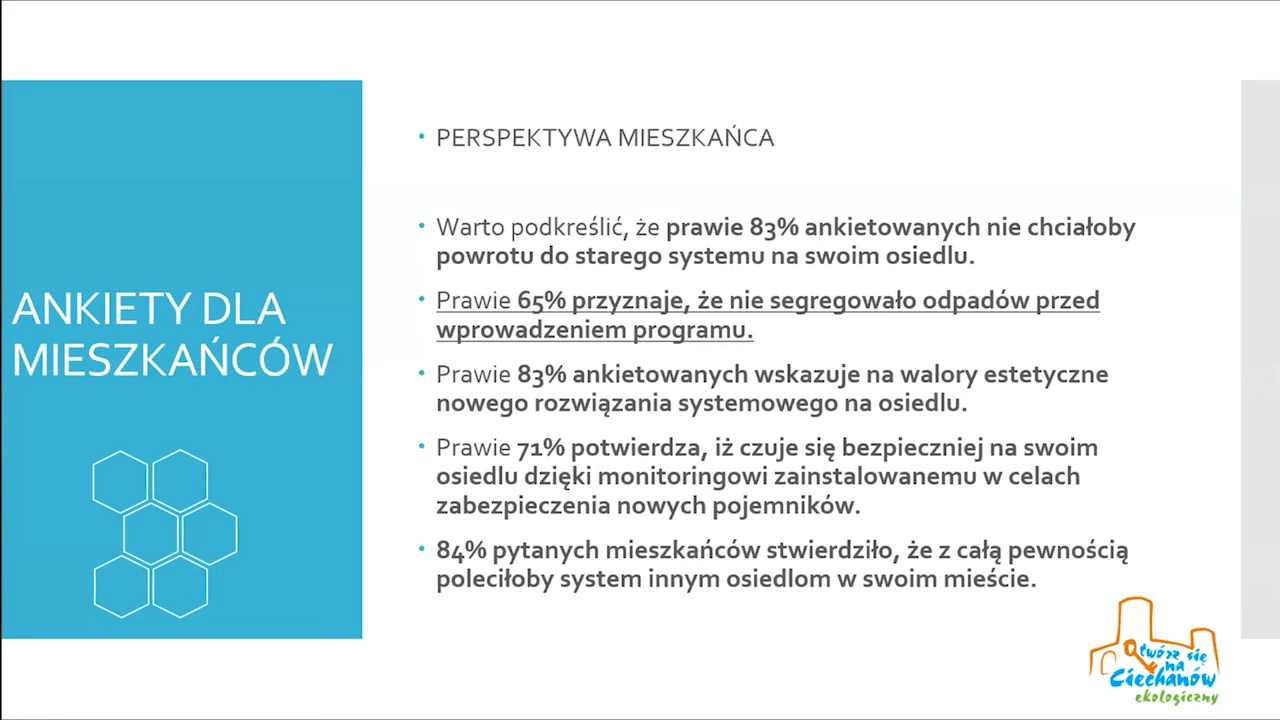 ANKIETY DLA
MIESZKAŃCÓW
• PERSPEKTYWA MIESZKAŃCA
• Warto podkreślić, że prawie 83% ankietowanych nie chciałoby
powrotu do starego systemu na swoim osiedlu.
• Prawie 65% przyznaje, że nie segregowało odpadów przed
wprowadzeniem programu.
• Prawie 83% ankietowanych wskazuje na walory estetyczne
nowego rozwiązania systemowego na osiedlu.
• Prawie 71% potwierdza, iż czuje się bezpieczniej na swoim
osiedlu dzięki monitoringowi zainstalowanemu w celach
zabezpieczenia nowych pojemników.
• 84% pytanych mieszkańców stwierdziło, że z całą pewnością
poleciłoby system innym osiedlom w swoim mieście.
Otwórz się
na
Ciechanów
ekologiczny